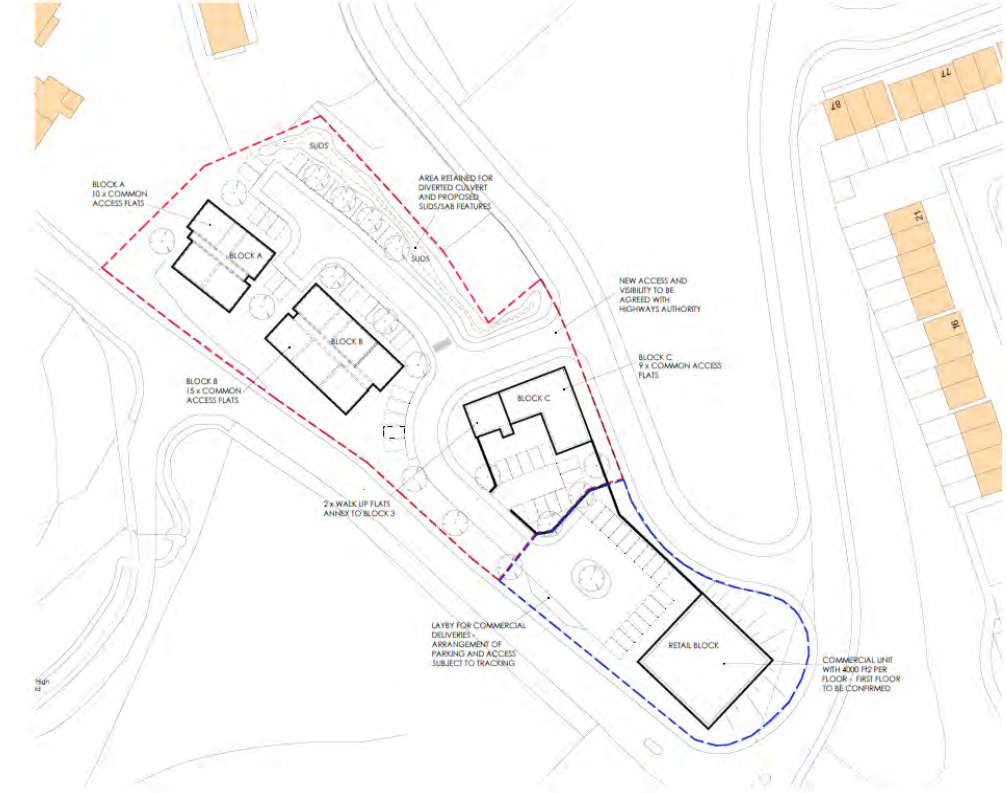 SUDS
BLOCK A
10 x COMMON
ACCESS FLATS
AREA RETAINED FOR
DIVERTED CULVERT
AND PROPOSED
SUDS/SAB FEATURES
BLOCK A
SUDS
NEW ACCESS AND
VISIBILITY TO BE
AGREED WITH
HIGHWAYS AUTHORITY
BLOCK B
BLOCK C
9 x COMMON ACCESS
FLATS
BLOCK B
15 x COMMON
ACCESS FLATS
BLOCK C
2 x WALK UP FLATS
ANNEX TO BLOCK 3
LAYBY FOR COMMERCIAL
DELIVERIES -
ARRANGEMENT OF
PARKING AND ACCESS
SUBJECT TO TRACKING
RETAIL BLOCK
COMMERCIAL UNIT
WITH 4000 Ft2 PER
FLOOR - FIRST FLOOR
TO BE CONFIRMED
87
77
21
High